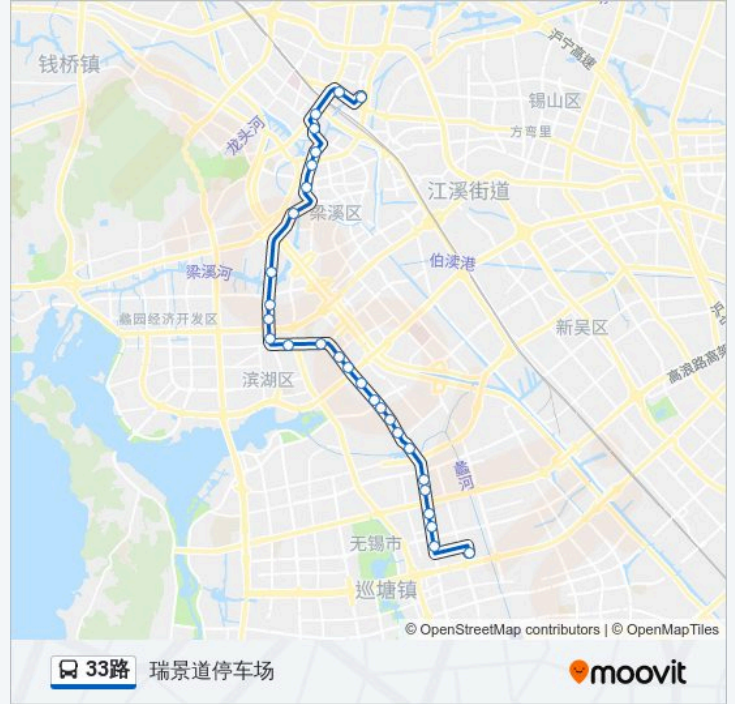 沪宁高速
钱桥镇
锡山区
龙头河
方弯里
江溪街道
梁溪区
伯渎港
梁溪河
蠡园经济开发区
新吴区
高浪路高架
滨湖区
蠡河
无锡市
巡塘镇
© OpenStreetMap contributors | © OpenMapTiles
33路 瑞景道停车场
moovit